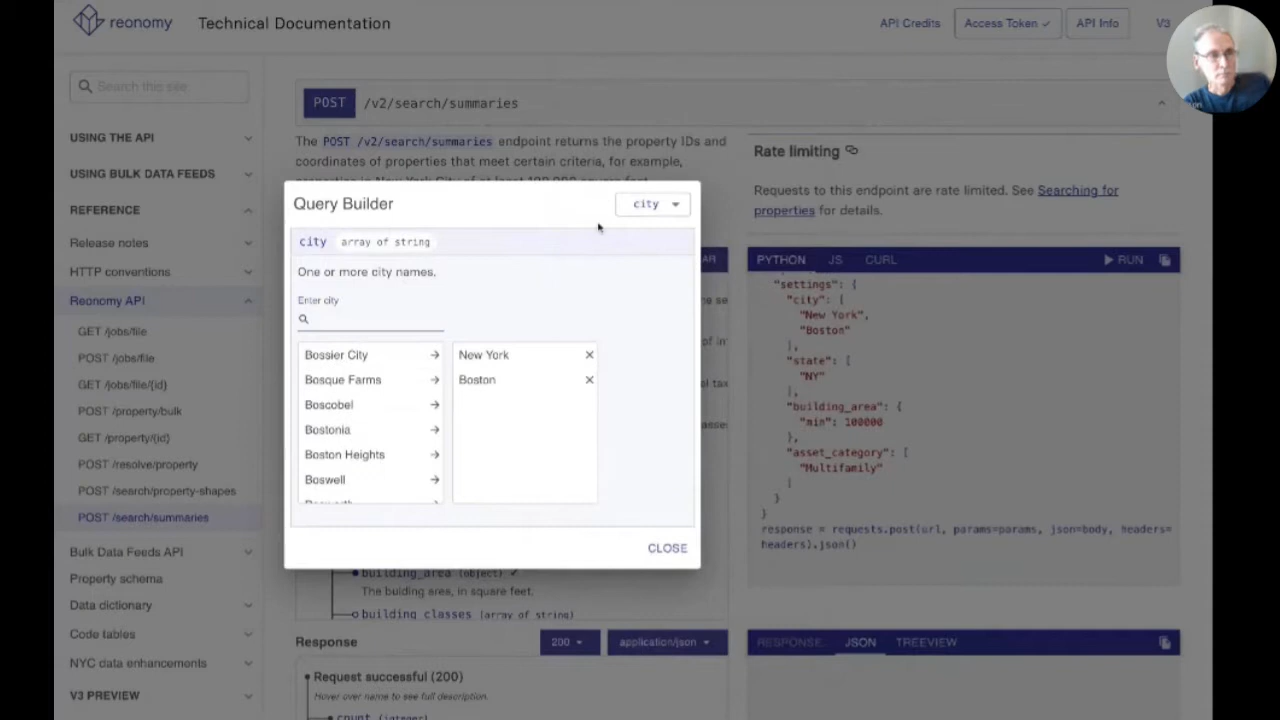 reonomy
Technical Documentation
API Credits
Access Token ✓
API Info
V3
Search this site
USING THE API
USING BULK DATA FEEDS
REFERENCE
Release notes
HTTP conventions
Reonomy API
GET /jobs/file
POST /jobs/file
GET /jobs/file/{id}
POST /property/bulk
GET /property/{id}
POST /resolve/property
POST /search/property-shapes
POST /search/summaries
Bulk Data Feeds API
Property schema
Data dictionary
Code tables
NYC data enhancements
V3 PREVIEW
POST /v2/search/summaries
The POST /v2/search/summaries endpoint returns the property IDs and
coordinates of properties that meet certain criteria, for example,
Query Builder
city
city array of string
One or more city names.
Enter city
Bossier City
Bosque Farms
Boscobel
Bostonia
Boston Heights
Boswell
New York
Boston
CLOSE
building_area (object) ✓
The buiding area, in square feet.
building_classes (array of string)
Response
200
application/json
Request successful (200)
Hover over name to see full description.
count (integer)
Rate limiting
Requests to this endpoint are rate limited. See Searching for
properties for details.
PYTHON JS CURL
RUN
"settings": {
"city": [
"New York",
"Boston"
],
"state": [
"NY"
],
"building_area": {
"min": 100000
},
"asset_category": [
"Multifamily"
]
}
}
response = requests.post(url, params=params, json=body, headers=
headers).json()
RESPONSE
JSON
TREEVIEW